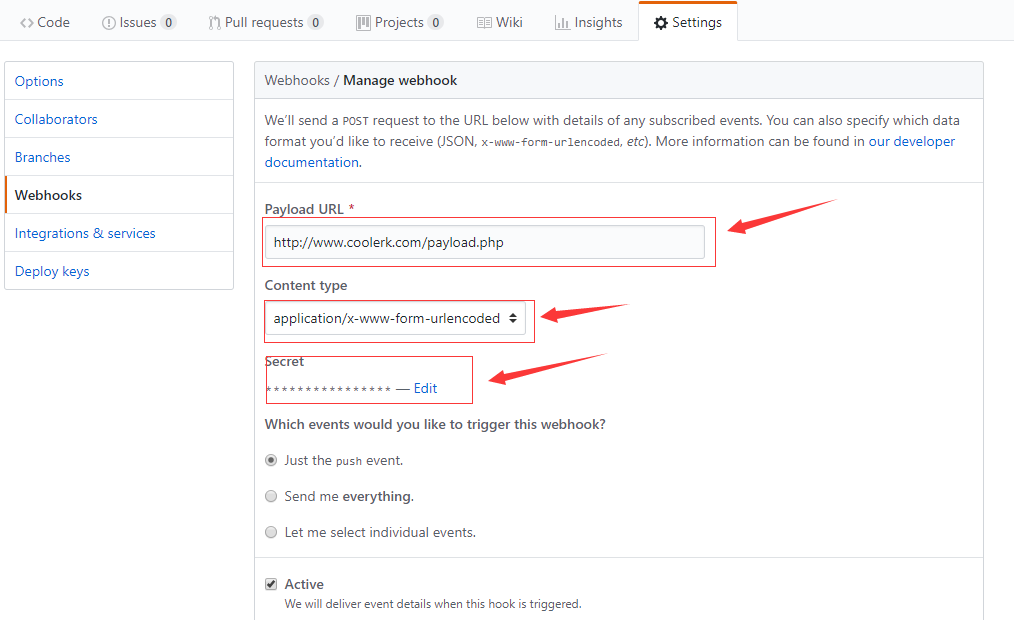 Code Issues 0 Pull requests 0 Projects 0 Wiki Insights Settings
Options
Collaborators
Branches
Webhooks
Integrations & services
Deploy keys
Webhooks / Manage webhook
We'll send a POST request to the URL below with details of any subscribed events. You can also specify which data
format you'd like to receive (JSON, x-www-form-urlencoded, etc). More information can be found in our developer
documentation.
Payload URL *
http://www.coolerk.com/payload.php
Content type
application/x-www-form-urlencoded
Secret
**************** — Edit
Which events would you like to trigger this webhook?
Just the push event.
Send me everything.
Let me select individual events.
Active
We will deliver event details when this hook is triggered.